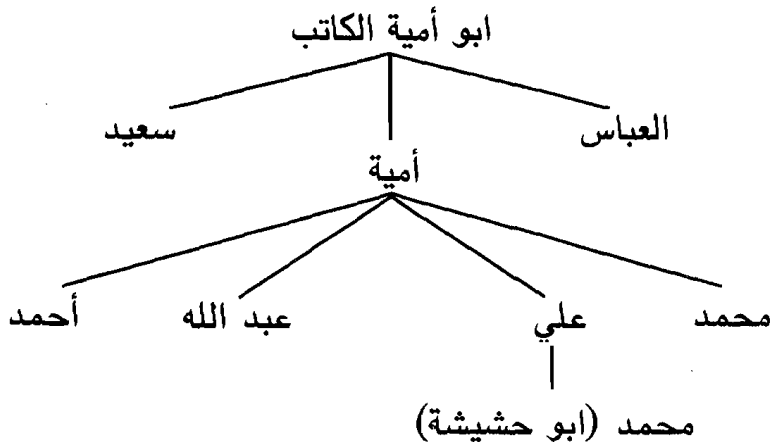 ابو أمية الكاتب
العباس سعيد
أمية
محمد علي عبد الله أحمد
محمد (ابو حشيشة)